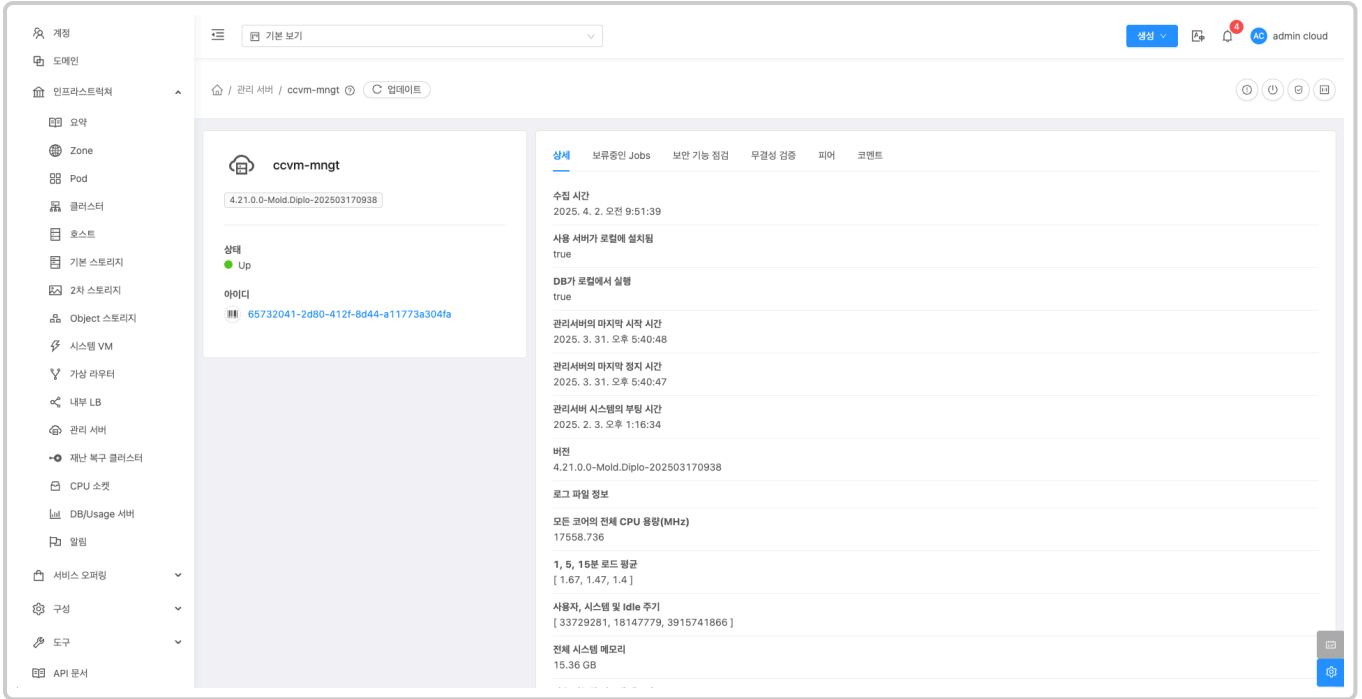 계정
도메인
인프라스트럭쳐
요약
Zone
Pod
클러스터
호스트
기본 스토리지
2차 스토리지
Object 스토리지
시스템 VM
가상 라우터
내부 LB
관리 서버
재난 복구 클러스터
CPU 소켓
DB/Usage 서버
알림
서비스 오퍼링
구성
도구
API 문서
기본 보기
생성
4
AC admin cloud
/ 관리 서버 / ccvm-mngt 업데이트
ccvm-mngt
4.21.0.0-Mold.Diplo-202503170938
상태
Up
아이디
65732041-2d80-412f-8d44-a11773a304fa
상세 보류중인 Jobs 보안 기능 점검 무결성 검증 피어 코멘트
수집 시간
2025. 4. 2. 오전 9:51:39
사용 서버가 로컬에 설치됨
true
DB가 로컬에서 실행
true
관리서버의 마지막 시작 시간
2025. 3. 31. 오후 5:40:48
관리서버의 마지막 정지 시간
2025. 3. 31. 오후 5:40:47
관리서버 시스템의 부팅 시간
2025. 2. 3. 오후 1:16:34
버전
4.21.0.0-Mold.Diplo-202503170938
로그 파일 정보
모든 코어의 전체 CPU 용량(MHz)
17558.736
1, 5, 15분 로드 평균
[ 1.67, 1.47, 1.4 ]
사용자, 시스템 및 Idle 주기
[ 33729281, 18147779, 3915741866 ]
전체 시스템 메모리
15.36 GB